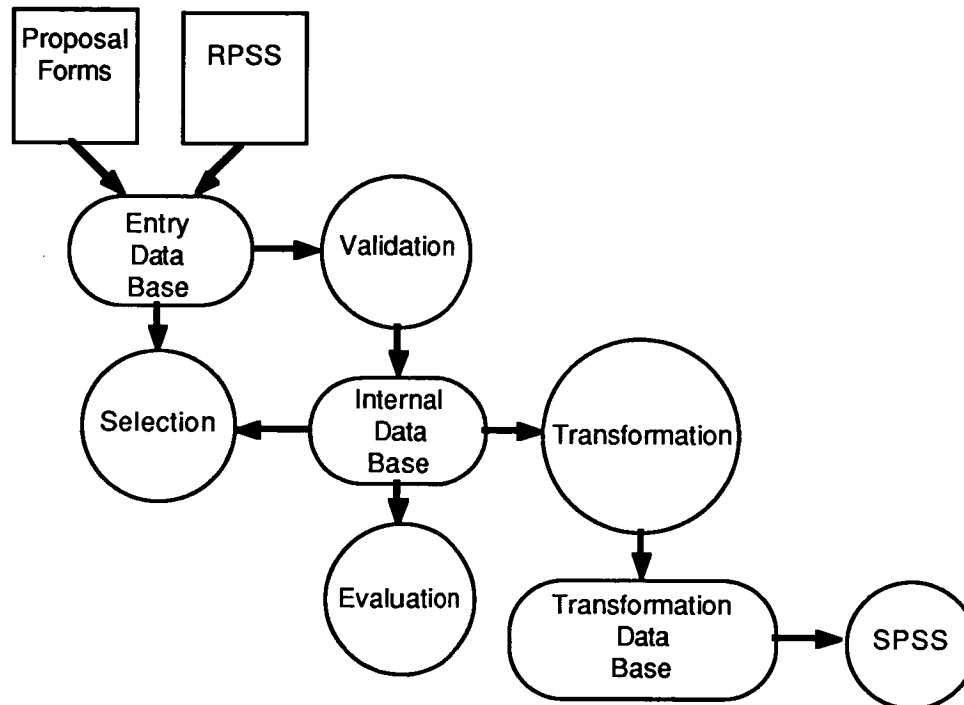 Proposal
Forms
RPSS
Entry
Data
Base
Validation
Selection
Internal
Data
Base
Transformation
Evaluation
Transformation
Data
Base
SPSS